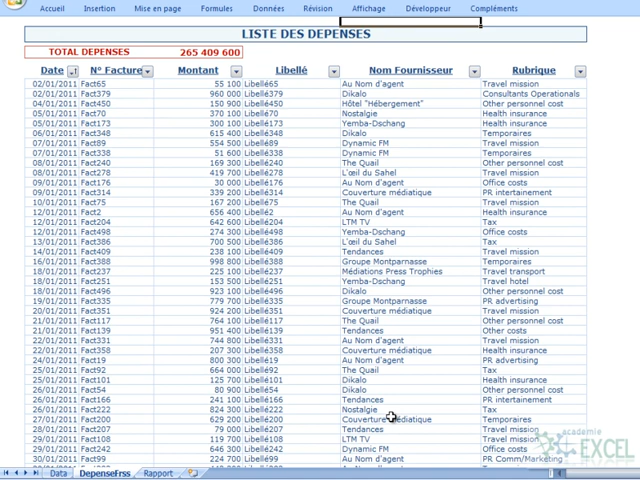 Accueil Insertion Mise en page Formules Données Révision Affichage Développeur Compléments
LISTE DES DEPENSES
TOTAL DEPENSES 265 409 600
Date N° Facture Montant Libellé Nom Fournisseur Rubrique
02/01/2011 Fact65 55 100 Libellé65 Au Nom d'agent Travel mission
02/01/2011 Fact379 960 000 Libellé379 Dikalo Consultants Operationals
04/01/2011 Fact450 150 900 Libellé450 Hôtel "Hébergement" Other personnel cost
05/01/2011 Fact70 370 100 Libellé70 Nostalgie Health insurance
05/01/2011 Fact173 300 100 Libellé173 Yemba-Dschang Health insurance
06/01/2011 Fact348 615 400 Libellé348 Dikalo Temporaires
07/01/2011 Fact89 554 500 Libellé89 Dynamic FM Travel mission
07/01/2011 Fact338 51 600 Libellé338 Dynamic FM Temporaires
08/01/2011 Fact240 169 300 Libellé240 The Quail Other personnel cost
08/01/2011 Fact278 419 700 Libellé278 L'œil du Sahel Travel mission
09/01/2011 Fact176 30 000 Libellé176 Au Nom d'agent Office costs
09/01/2011 Fact314 339 200 Libellé314 Couverture médiatique PR intertainement
10/01/2011 Fact75 167 200 Libellé75 The Quail Travel mission
12/01/2011 Fact2 656 400 Libellé2 Au Nom d'agent Health insurance
12/01/2011 Fact204 642 600 Libellé204 LTM TV Tax
12/01/2011 Fact498 274 300 Libellé498 Yemba-Dschang Office costs
13/01/2011 Fact386 700 500 Libellé386 L'œil du Sahel Tax
14/01/2011 Fact409 238 100 Libellé409 Tendances Travel mission
16/01/2011 Fact388 998 800 Libellé388 Groupe Montparnasse Temporaires
18/01/2011 Fact237 225 100 Libellé237 Médiations Press Trophies Travel transport
18/01/2011 Fact251 153 500 Libellé251 Yemba-Dschang Travel hotel
18/01/2011 Fact496 923 100 Libellé496 Dikalo Other personnel cost
19/01/2011 Fact335 779 700 Libellé335 Groupe Montparnasse PR advertising
20/01/2011 Fact351 924 200 Libellé351 Couverture médiatique Travel mission
21/01/2011 Fact117 764 100 Libellé117 The Quail PR advertising
21/01/2011 Fact139 951 400 Libellé139 Tendances Other costs
22/01/2011 Fact331 744 800 Libellé331 Au Nom d'agent Travel mission
22/01/2011 Fact358 207 300 Libellé358 Couverture médiatique Health insurance
24/01/2011 Fact19 800 300 Libellé19 Au Nom d'agent PR advertising
25/01/2011 Fact92 664 000 Libellé92 The Quail Tax
25/01/2011 Fact101 125 700 Libellé101 Dikalo Health insurance
26/01/2011 Fact54 80 900 Libellé54 Dikalo Other personnel cost
26/01/2011 Fact166 241 100 Libellé166 Tendances PR intertainement
26/01/2011 Fact222 824 300 Libellé222 Nostalgie Tax
27/01/2011 Fact200 629 200 Libellé200 Couverture médiatique Temporaires
28/01/2011 Fact207 79 000 Libellé207 Tendances Travel mission
29/01/2011 Fact108 119 700 Libellé108 LTM TV Travel mission
29/01/2011 Fact242 646 300 Libellé242 Dynamic FM Office costs
30/01/2011 Fact99 224 700 Libellé99 Au Nom d'agent PR Comm/Marketing
academie
EXCEL
Data DepenseFrss Rapport